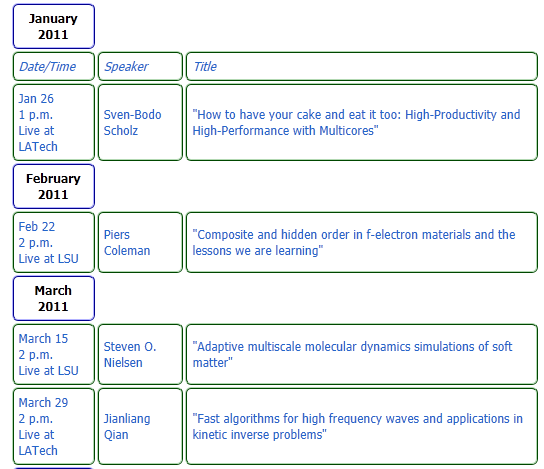 January
2011
Date/Time Speaker Title
Jan 26
1 p.m.
Live at
LATech
Sven-Bodo
Scholz
"How to have your cake and eat it too: High-Productivity and
High-Performance with Multicores"
February
2011
Feb 22
2 p.m.
Live at LSU
Piers
Coleman
"Composite and hidden order in f-electron materials and the
lessons we are learning"
March
2011
March 15
2 p.m.
Live at LSU
Steven O.
Nielsen
"Adaptive multiscale molecular dynamics simulations of soft
matter"
March 29
2 p.m.
Live at
LATech
Jianliang
Qian
"Fast algorithms for high frequency waves and applications in
kinetic inverse problems"